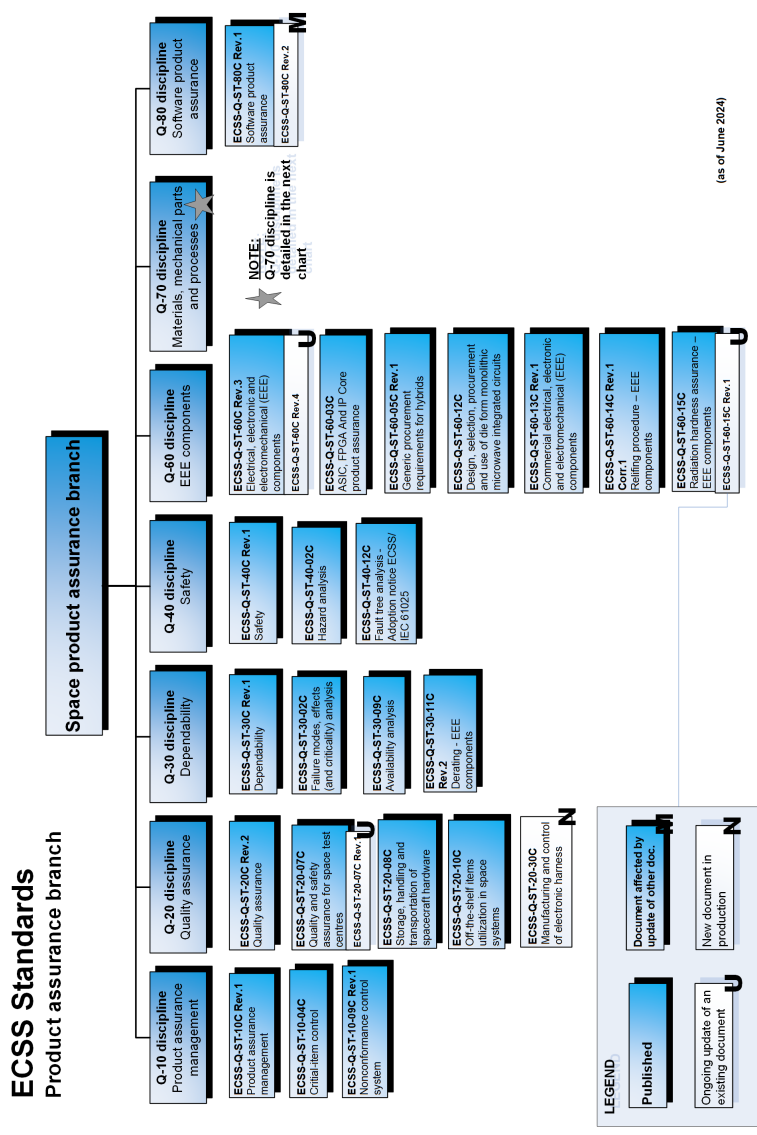 ECSS Standards
Product assurance branch
Space product assurance branch
Q-10 discipline
Product assurance
management
ECSS-Q-ST-10C Rev.1
Product assurance
management
ECSS-Q-ST-10-04C
Critial-item control
ECSS-Q-ST-10-09C Rev.1
Nonconformance control
system
Q-20 discipline
Quality assurance
ECSS-Q-ST-20C Rev.2
Quality assurance
ECSS-Q-ST-20-07C
Quality and safety
assurance for space test
centres
ECSS-Q-ST-20-07C Rev.1
U
ECSS-Q-ST-20-08C
Storage, handling and
transportation of
spacecraft hardware
ECSS-Q-ST-20-10C
Off-the-shelf items
utilization in space
systems
ECSS-Q-ST-20-30C
Manufacturing and control
of electronic harness
N
Q-30 discipline
Dependability
ECSS-Q-ST-30C Rev.1
Dependability
ECSS-Q-ST-30-02C
Failure modes, effects
(and criticality) analysis
ECSS-Q-ST-30-09C
Availability analysis
ECSS-Q-ST-30-11C
Rev.2
Derating - EEE
components
Q-40 discipline
Safety
ECSS-Q-ST-40C Rev.1
Safety
ECSS-Q-ST-40-02C
Hazard analysis
ECSS-Q-ST-40-12C
Fault tree analysis -
Adoption notice ECSS/
IEC 61025
Q-60 discipline
EEE components
ECSS-Q-ST-60C Rev.3
Electrical, electronic and
electromechanical (EEE)
components
ECSS-Q-ST-60C Rev.4
U
ECSS-Q-ST-60-03C
ASIC, FPGA And IP Core
product assurance
ECSS-Q-ST-60-05C Rev.1
Generic procurement
requirements for hybrids
ECSS-Q-ST-60-12C
Design, selection, procurement
and use of die form monolithic
microwave integrated circuits
ECSS-Q-ST-60-13C Rev.1
Commercial electrical, electronic
and electromechanical (EEE)
components
ECSS-Q-ST-60-14C Rev.1
Corr.1
Relifing procedure – EEE
components
ECSS-Q-ST-60-15C
Radiation hardness assurance –
EEE components
ECSS-Q-ST-60-15C Rev.1
U
Q-70 discipline
Materials, mechanical parts
and processes
NOTE:
Q-70 discipline is
detailed in the next
chart
Q-80 discipline
Software product
assurance
ECSS-Q-ST-80C Rev.1
Software product
assurance
ECSS-Q-ST-80C Rev.2
M
LEGEND
Published
Document affected by
update of other doc.
M
Ongoing update of an
existing document
U
New document in
production
N
(as of June 2024)